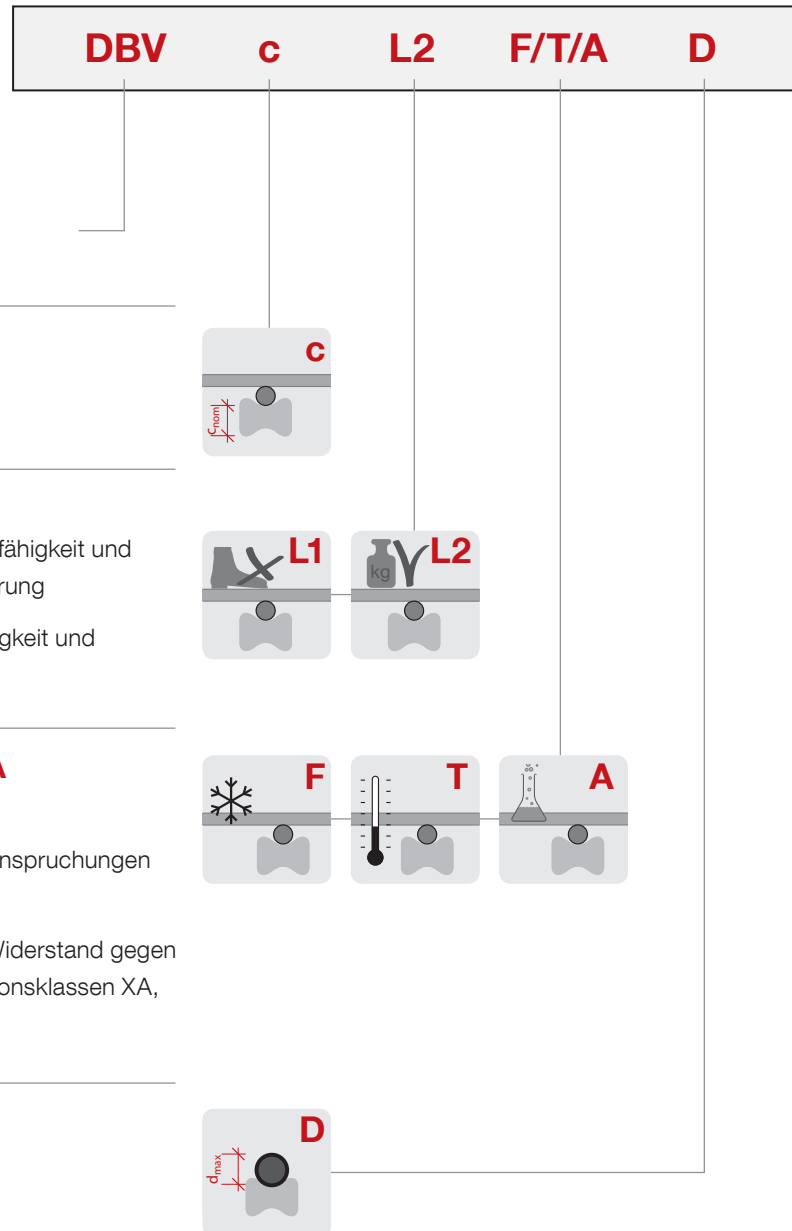 DBV c L2 F/T/A D
c
c_nom
fähigkeit und
rung
gkeit und
L1
kg
L2
A
F
T
A
nspruchungen
Widerstand gegen
onsklassen XA,
D
d_max